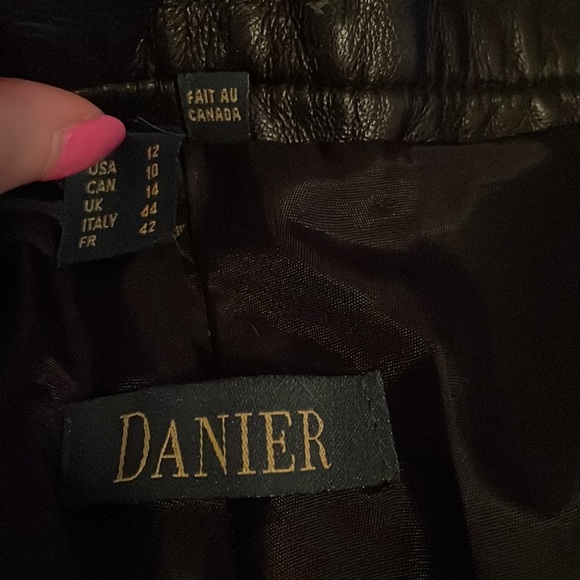 FAIT AU
CANADA
USA 12
CAN 10
UK 14
ITALY 44
FR 42
DANIER